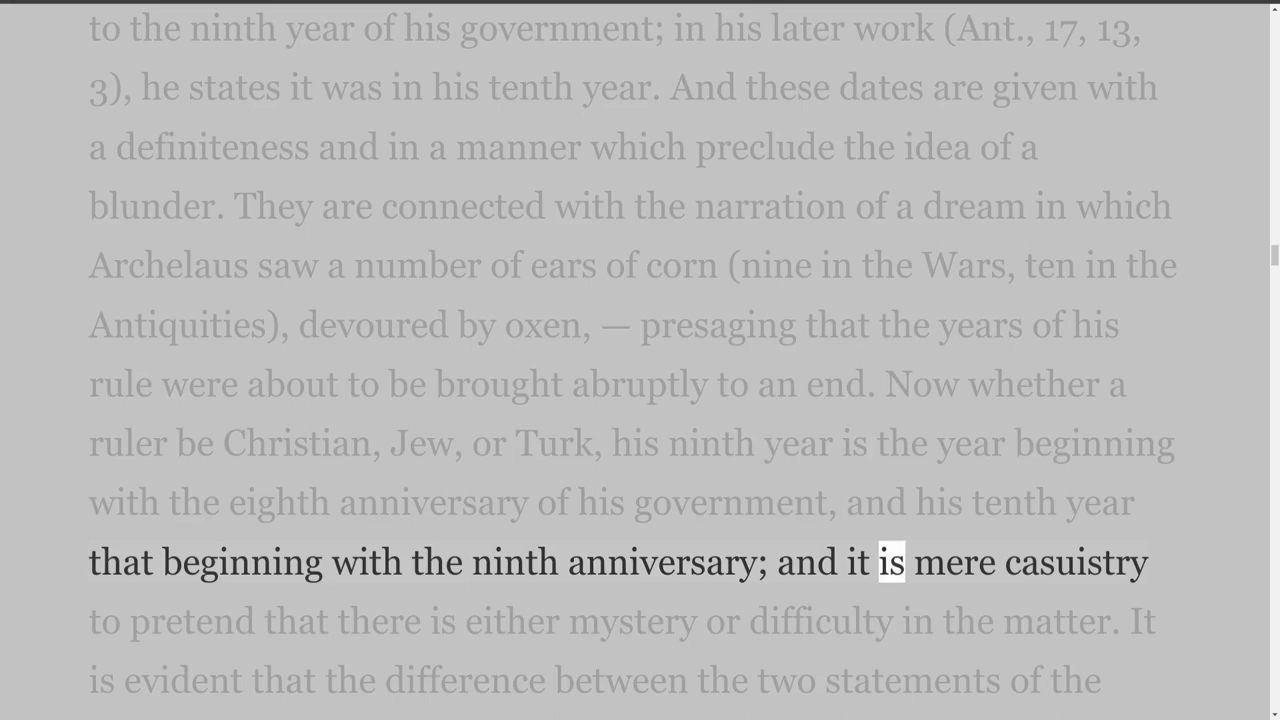 to the ninth year of his government; in his later work (Ant., 17, 13,
3), he states it was in his tenth year. And these dates are given with
a definiteness and in a manner which preclude the idea of a
blunder. They are connected with the narration of a dream in which
Archelaus saw a number of ears of corn (nine in the Wars, ten in the
Antiquities), devoured by oxen, — presaging that the years of his
rule were about to be brought abruptly to an end. Now whether a
ruler be Christian, Jew, or Turk, his ninth year is the year beginning
with the eighth anniversary of his government, and his tenth year
that beginning with the ninth anniversary; and it is mere casuistry
to pretend that there is either mystery or difficulty in the matter. It
is evident that the difference between the two statements of the